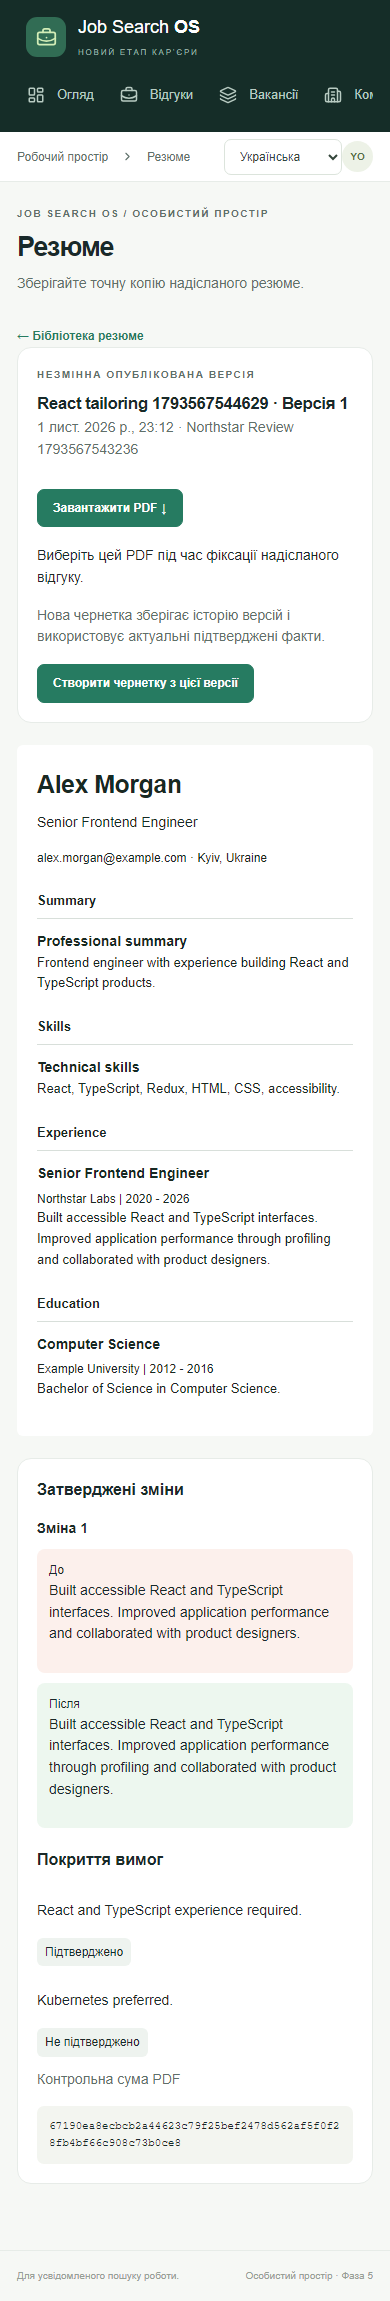 Job Search OS
НОВИЙ ЕТАП КАР'ЄРИ
Огляд
Відгуки
Вакансії
Ком
Робочий простір > Резюме
Українська
YO
JOB SEARCH OS / ОСОБИСТИЙ ПРОСТІР
Резюме
Зберігайте точну копію надісланого резюме.
← Бібліотека резюме
НЕЗМІННА ОПУБЛІКОВАНА ВЕРСІЯ
React tailoring 1793567544629 · Версія 1
1 лист. 2026 р., 23:12 · Northstar Review
1793567543236
Завантажити PDF ↓
Виберіть цей PDF під час фіксації надісланого
відгуку.
Нова чернетка зберігає історію версій і
використовує актуальні підтверджені факти.
Створити чернетку з цієї версії
Alex Morgan
Senior Frontend Engineer
alex.morgan@example.com · Kyiv, Ukraine
Summary
Professional summary
Frontend engineer with experience building React and
TypeScript products.
Skills
Technical skills
React, TypeScript, Redux, HTML, CSS, accessibility.
Experience
Senior Frontend Engineer
Northstar Labs | 2020 - 2026
Built accessible React and TypeScript interfaces.
Improved application performance through profiling
and collaborated with product designers.
Education
Computer Science
Example University | 2012 - 2016
Bachelor of Science in Computer Science.
Затверджені зміни
Зміна 1
До
Built accessible React and TypeScript
interfaces. Improved application performance
and collaborated with product designers.
Після
Built accessible React and TypeScript
interfaces. Improved application performance
through profiling and collaborated with product
designers.
Покриття вимог
React and TypeScript experience required.
Підтверджено
Kubernetes preferred.
Не підтверджено
Контрольна сума PDF
67190ea8ecbcb2a44623c79f25bef2478d562af5f0f2
8fb4bf66c908c73b0ce8
Для усвідомленого пошуку роботи.
Особистий простір · Фаза 5